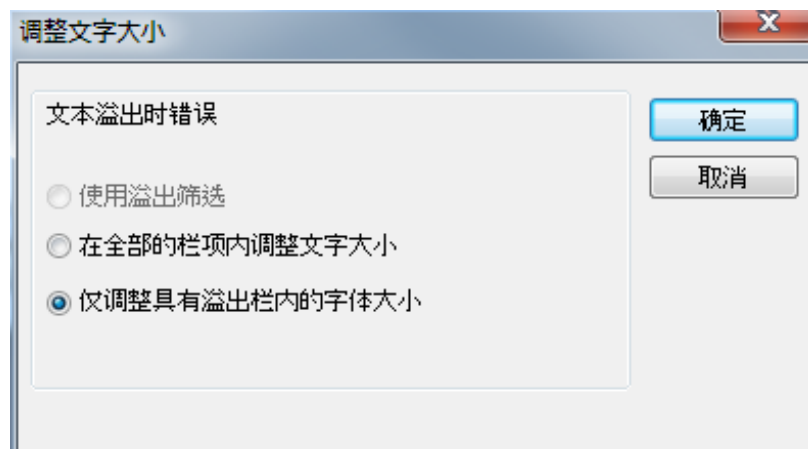 调整文字大小
文本溢出时错误
确定
使用溢出筛选
取消
在全部的栏项内调整文字大小
仅调整具有溢出栏内的字体大小